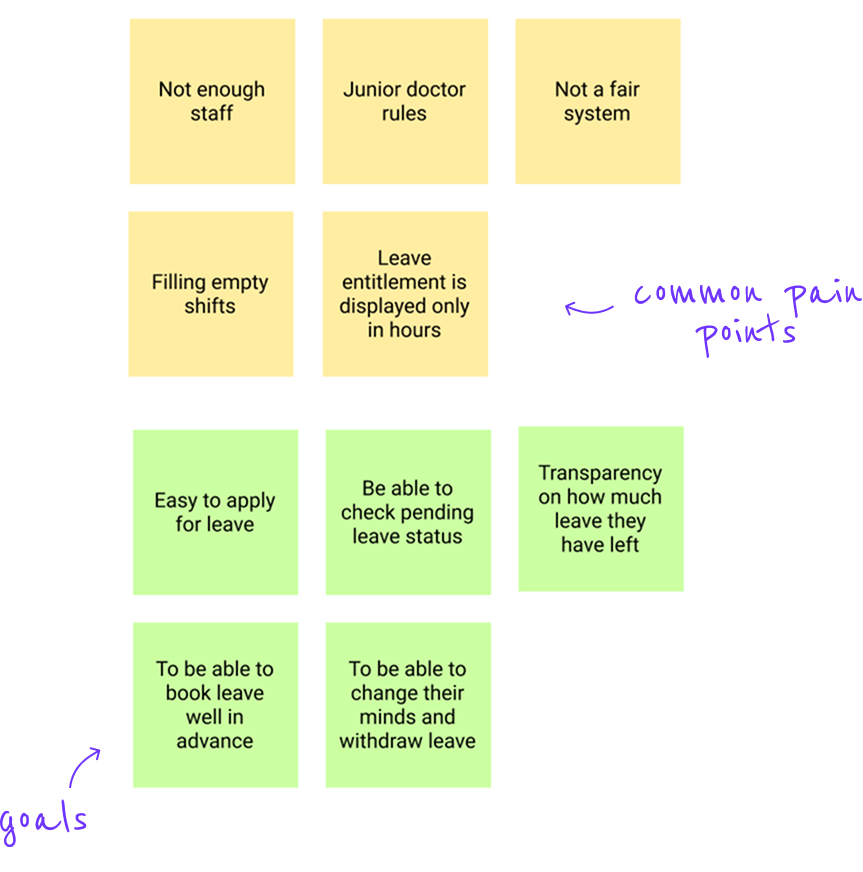 Not enough
staff
Junior doctor
rules
Not a fair
system
Filling empty
shifts
Leave
entitlement is
displayed only
in hours
common pain
points
Easy to apply
for leave
Be able to
check pending
leave status
Transparency
on how much
leave they
have left
To be able to
book leave
well in
advance
To be able to
change their
minds and
withdraw leave
goals